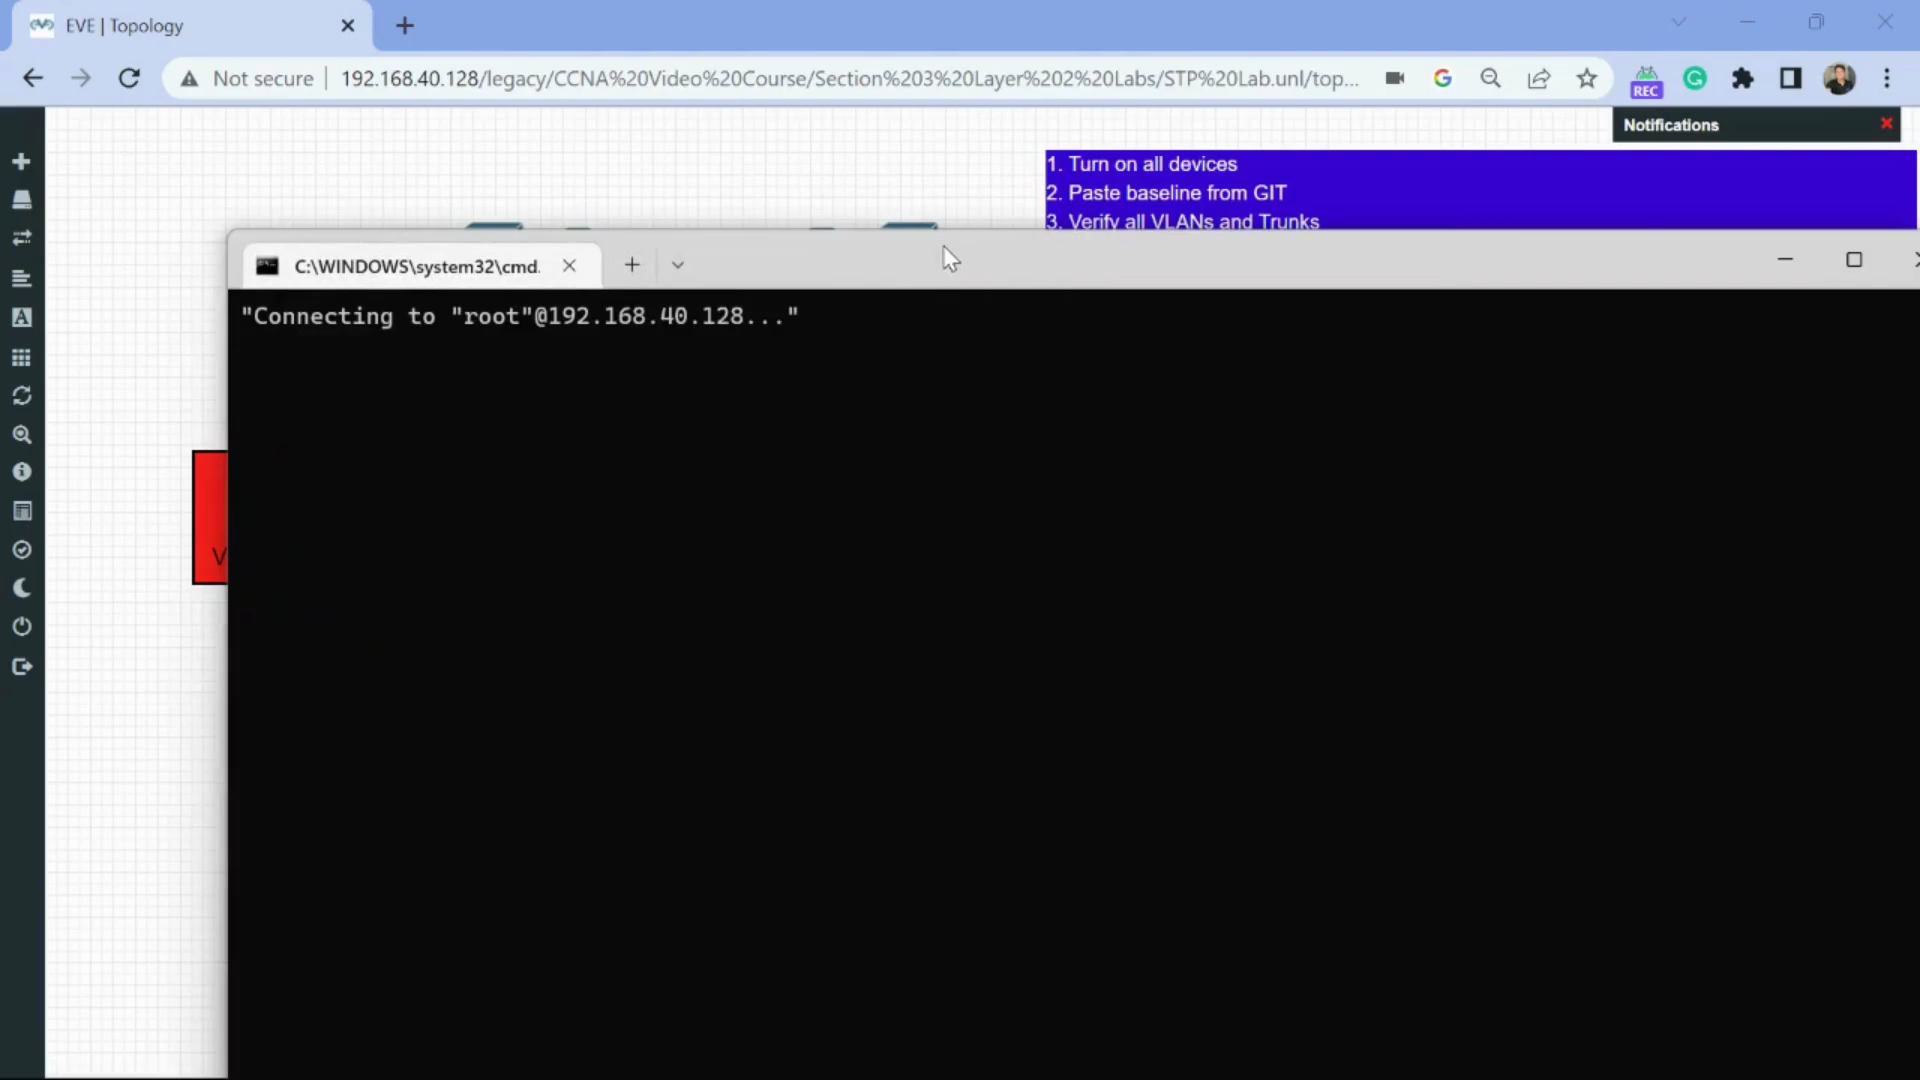 EVE | Topology
Not secure
192.168.40.128/legacy/CCNA%20Video%20Course/Section%203%20Layer%202%20Labs/STP%20Lab.unl/top...
REC
Notifications
1. Turn on all devices
2. Paste baseline from GIT
3. Verify all VLANs and Trunks
C:\WINDOWS\system32\cmd.
"Connecting to "root"@192.168.40.128..."
V